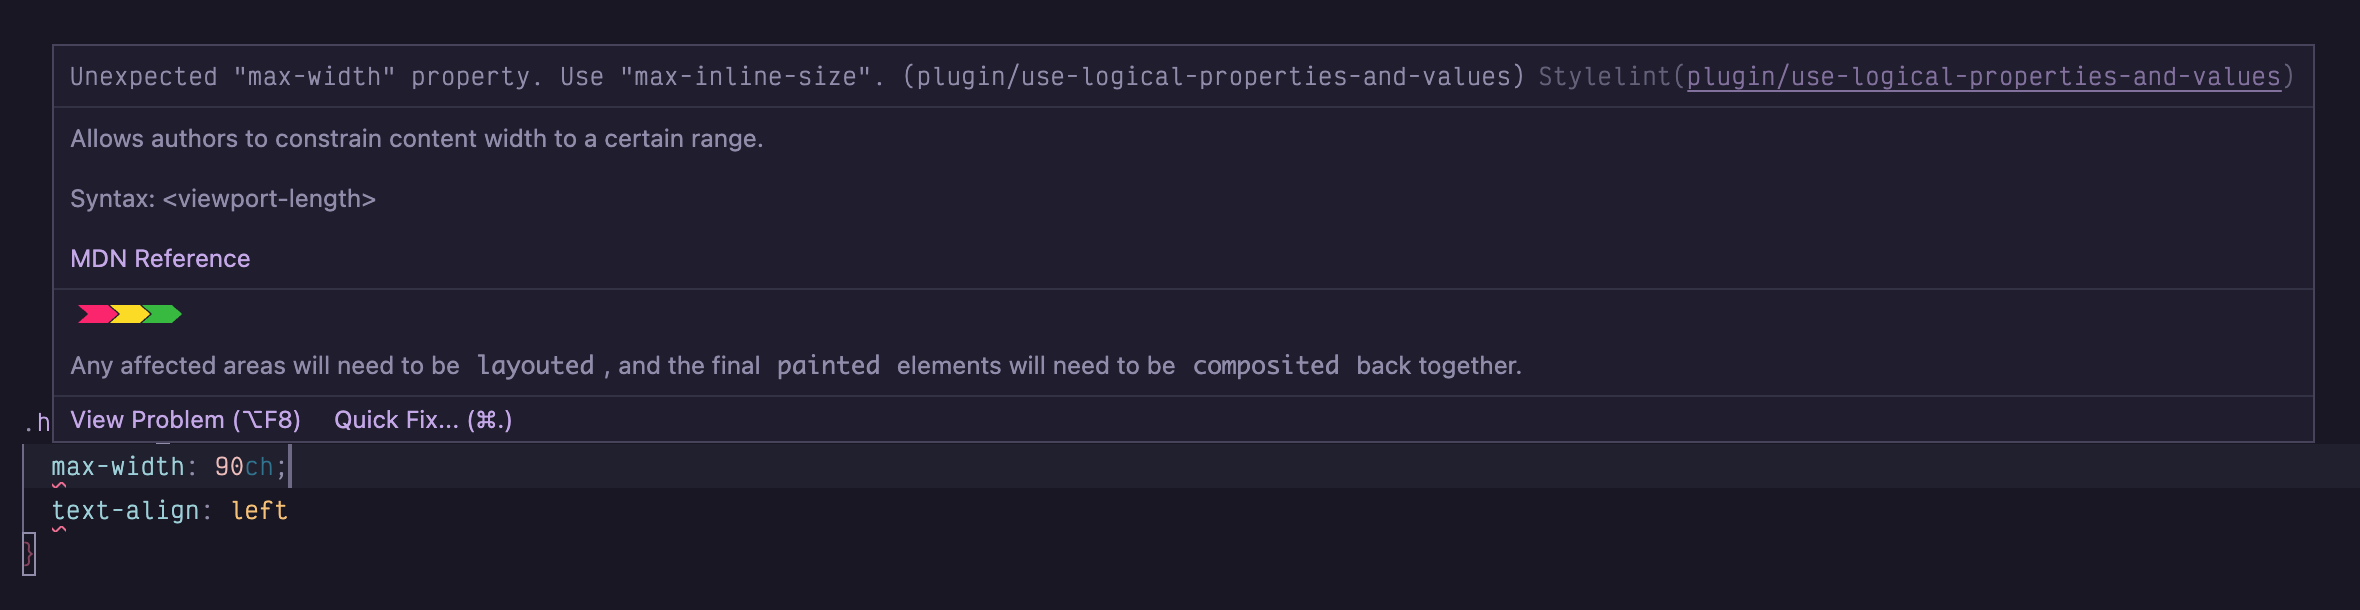 Unexpected "max-width" property. Use "max-inline-size". (plugin/use-logical-properties-and-values) Stylelint(plugin/use-logical-properties-and-values)
Allows authors to constrain content width to a certain range.
Syntax: <viewport-length>
MDN Reference
Any affected areas will need to be layouted , and the final painted elements will need to be composited back together.
View Problem (⌥F8) Quick Fix... (⌘.)
.h
max-width: 90ch;
text-align: left
}